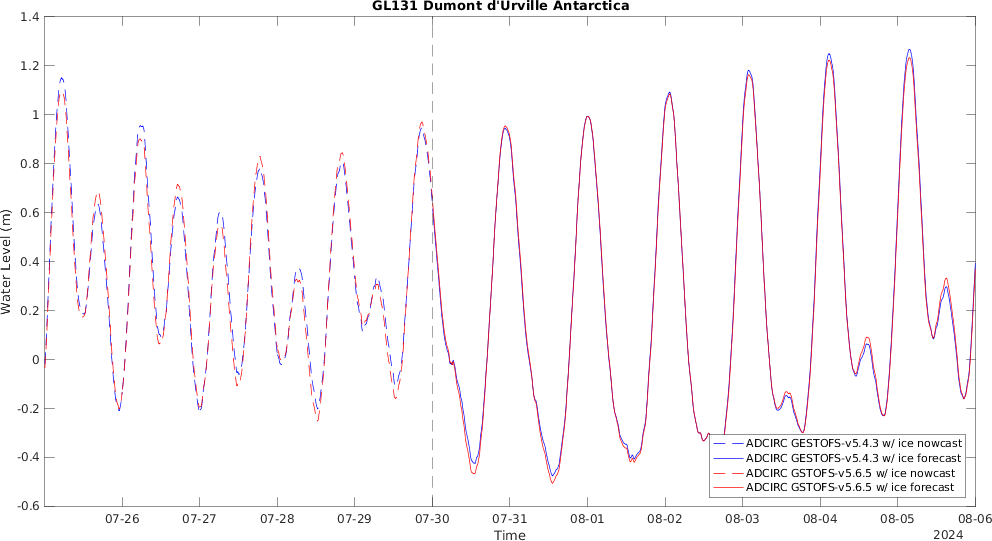 GL131 Dumont d'Urville Antarctica
1.4
1.2
1
0.8
0.6
0.4
0.2
0
-0.2
-0.4
-0.6
Water Level (m)
ADCIRC GESTOFS-v5.4.3 w/ ice nowcast
ADCIRC GESTOFS-v5.4.3 w/ ice forecast
ADCIRC GSTOFS-v5.6.5 w/ ice nowcast
ADCIRC GSTOFS-v5.6.5 w/ ice forecast
07-26 07-27 07-28 07-29 07-30 07-31 08-01 08-02 08-03 08-04 08-05 08-06
Time
2024